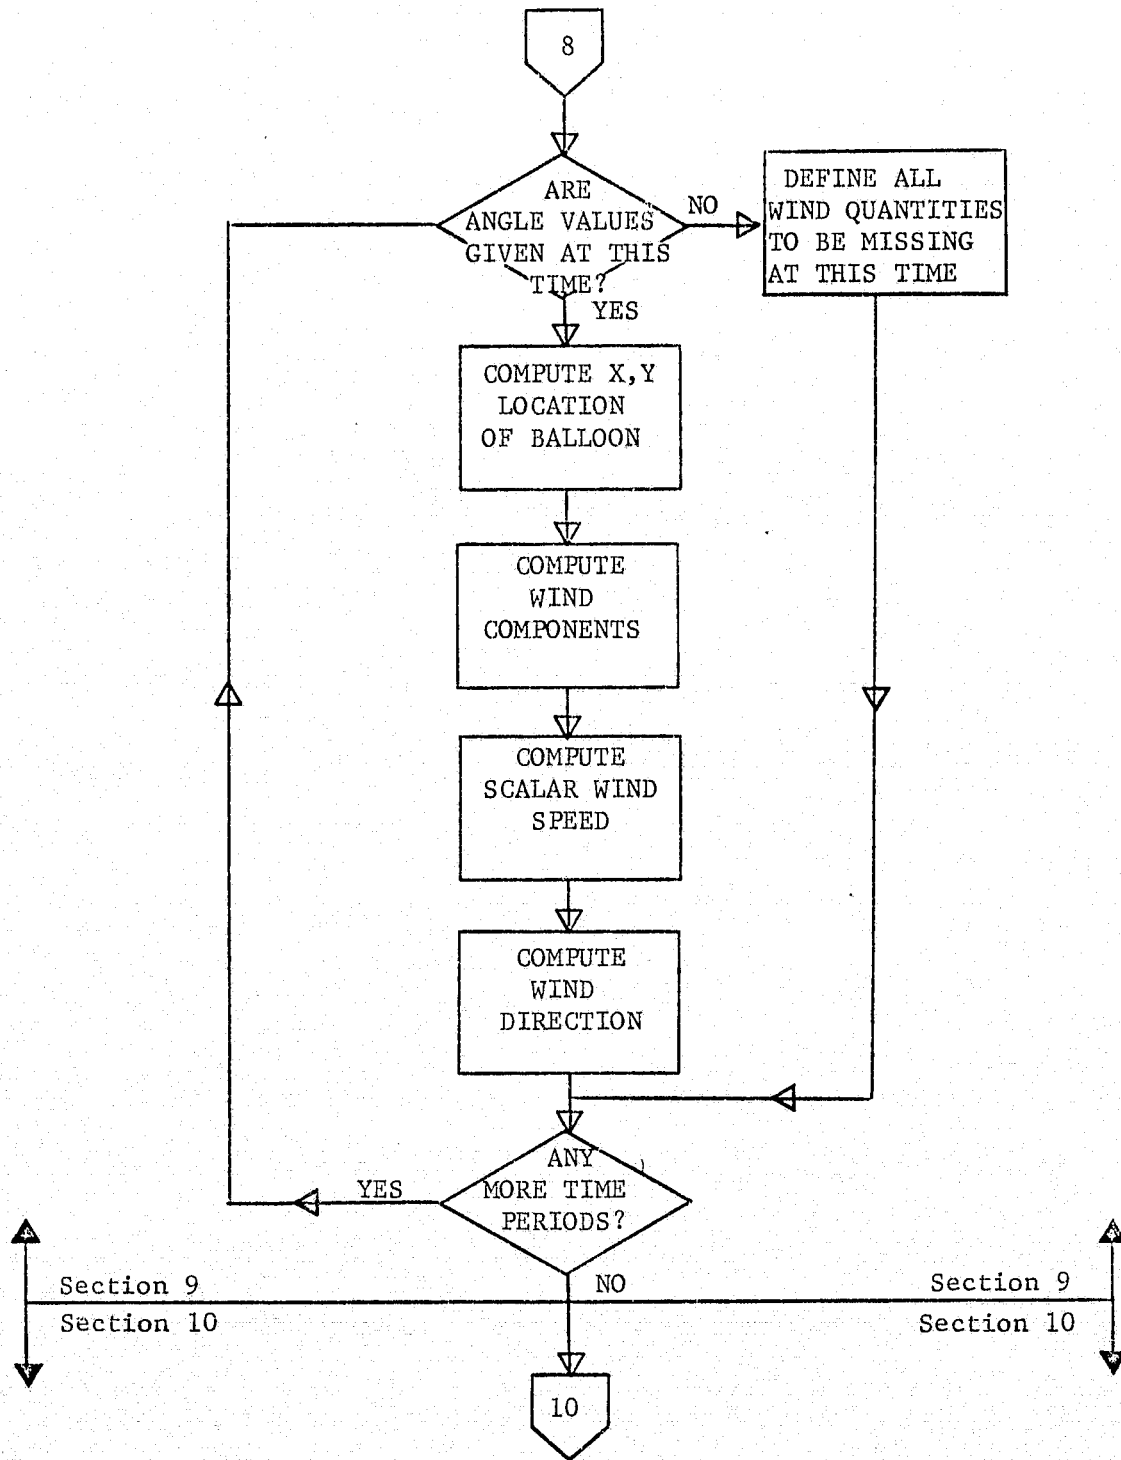 8
ARE
ANGLE VALUES
GIVEN AT THIS
TIME?
NO
DEFINE ALL
WIND QUANTITIES
TO BE MISSING
AT THIS TIME
YES
COMPUTE X,Y
LOCATION
OF BALLOON
COMPUTE
WIND
COMPONENTS
COMPUTE
SCALAR WIND
SPEED
COMPUTE
WIND
DIRECTION
ANY
MORE TIME
PERIODS?
YES
NO
Section 9
Section 9
Section 10
Section 10
10